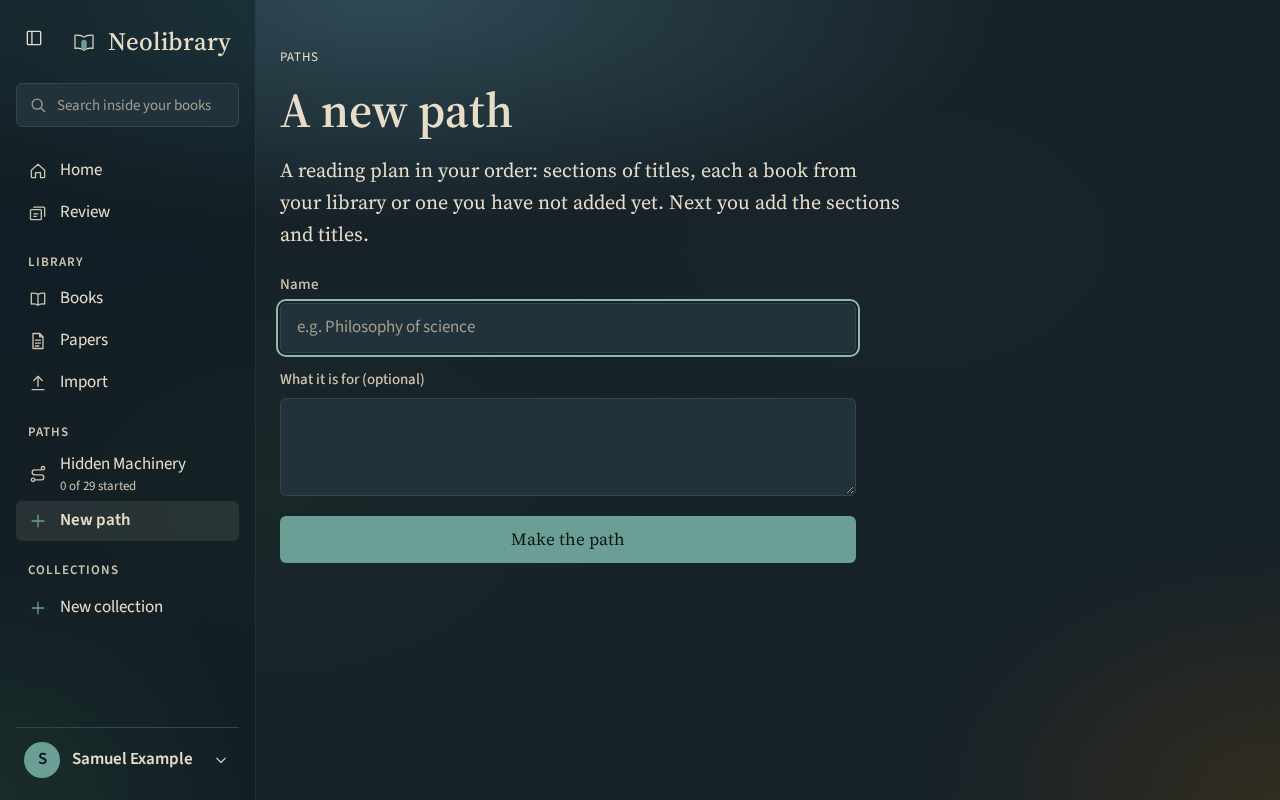 Neolibrary
Search inside your books
Home
Review
LIBRARY
Books
Papers
Import
PATHS
Hidden Machinery
0 of 29 started
New path
COLLECTIONS
New collection
S
Samuel Example
PATHS
A new path
A reading plan in your order: sections of titles, each a book from
your library or one you have not added yet. Next you add the sections
and titles.
Name
e.g. Philosophy of science
What it is for (optional)
Make the path